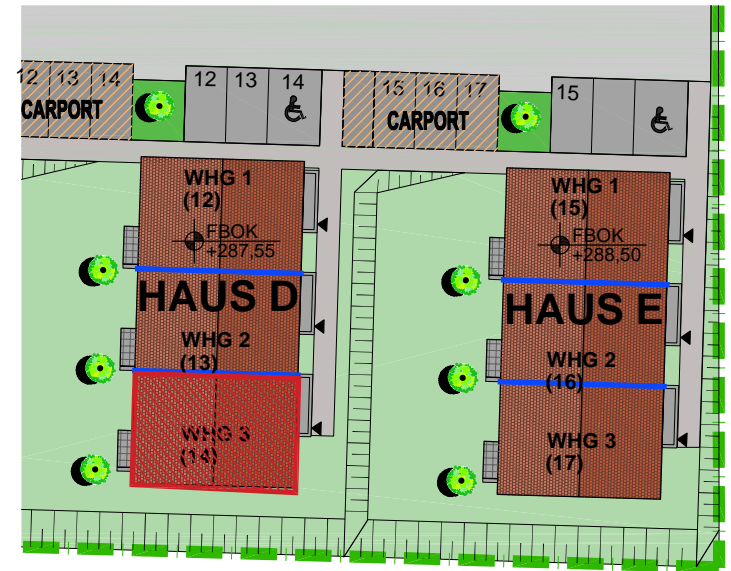 12 13 14
CARPORT
12 13 14
15 16 17
CARPORT
15
WHG 1
(12)
FBOK
+287,55
HAUS D
WHG 2
(13)
WHG 3
(14)
WHG 1
(15)
FBOK
+288,50
HAUS E
WHG 2
(16)
WHG 3
(17)